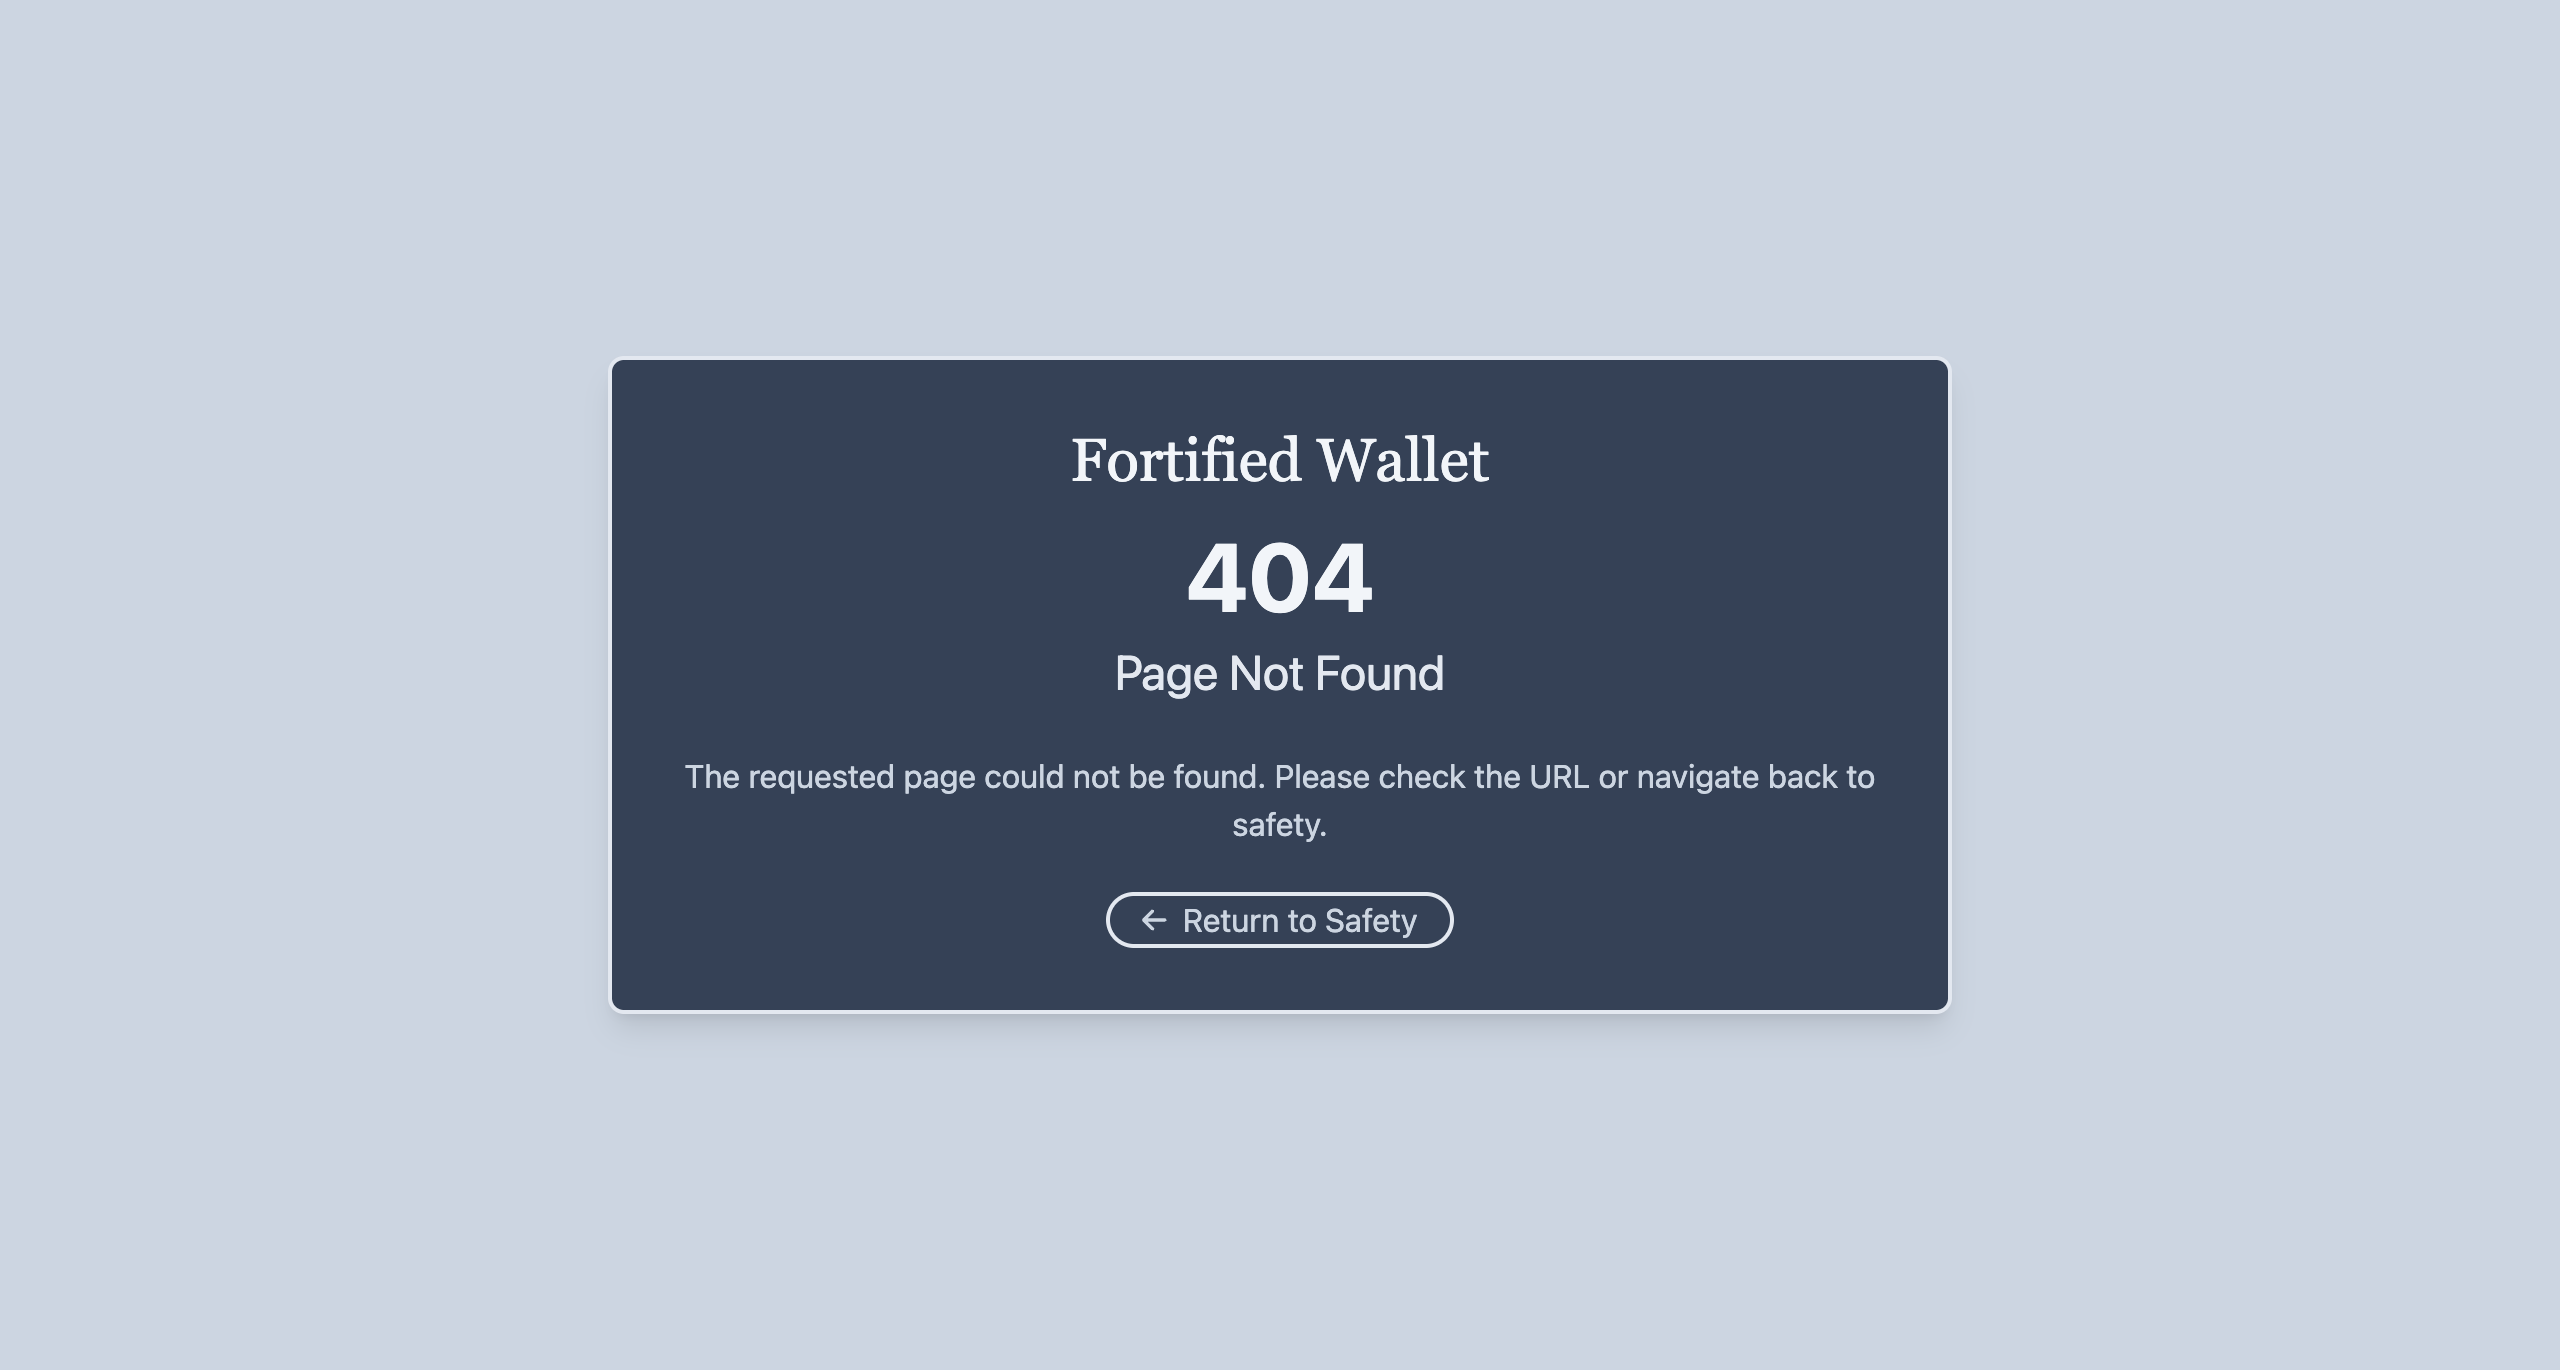 Fortified Wallet
404
Page Not Found
The requested page could not be found. Please check the URL or navigate back to
safety.
← Return to Safety